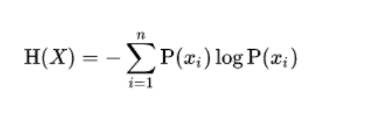 H(X) = − ∑_{i=1}^{n} P(x_i) log P(x_i)